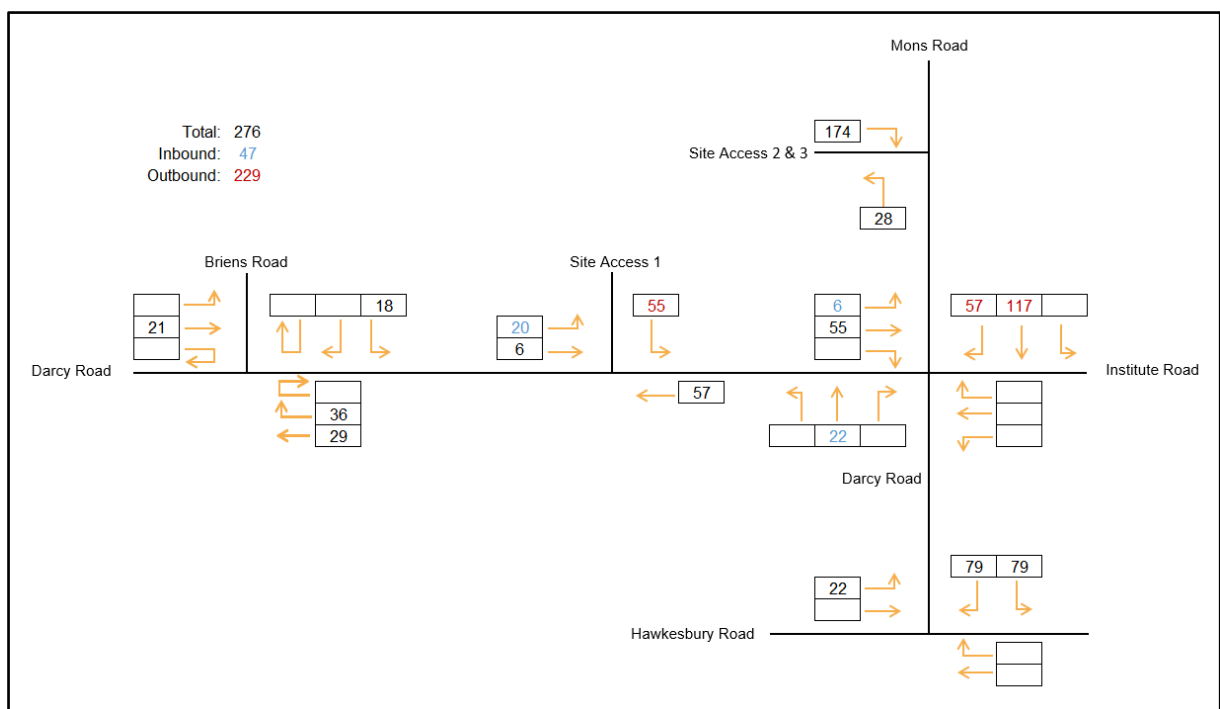 Mons Road
Total: 276
Inbound: 47
Outbound: 229
174
Site Access 2 & 3
28
Briens Road
Site Access 1
18
55
6
57 117
21
20
55
6
Darcy Road
Institute Road
57
36
29
22
Darcy Road
79 79
22
Hawkesbury Road